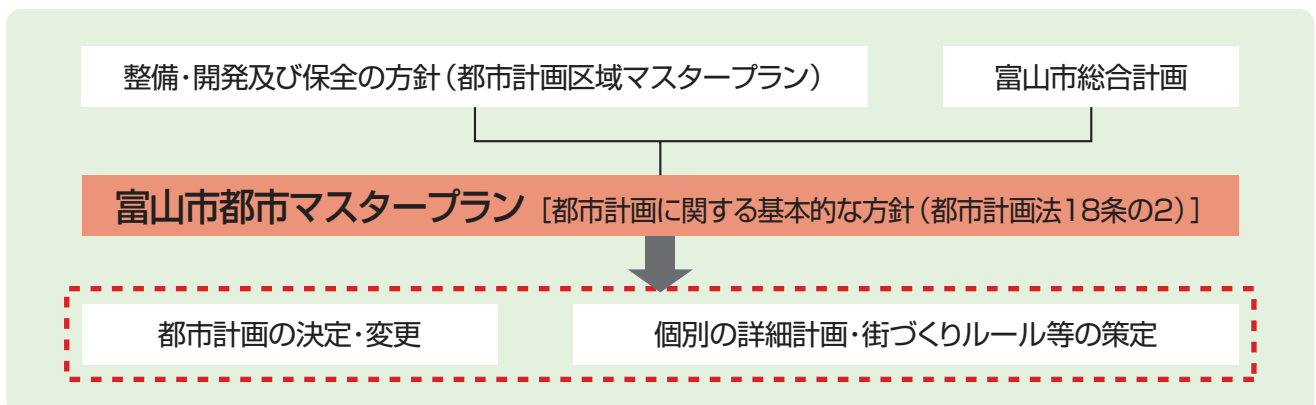 整備・開発及び保全の方針（都市計画区域マスタープラン）
富山市総合計画
富山市都市マスタープラン［都市計画に関する基本的な方針（都市計画法18条の2）］
都市計画の決定・変更
個別の詳細計画・街づくりルール等の策定